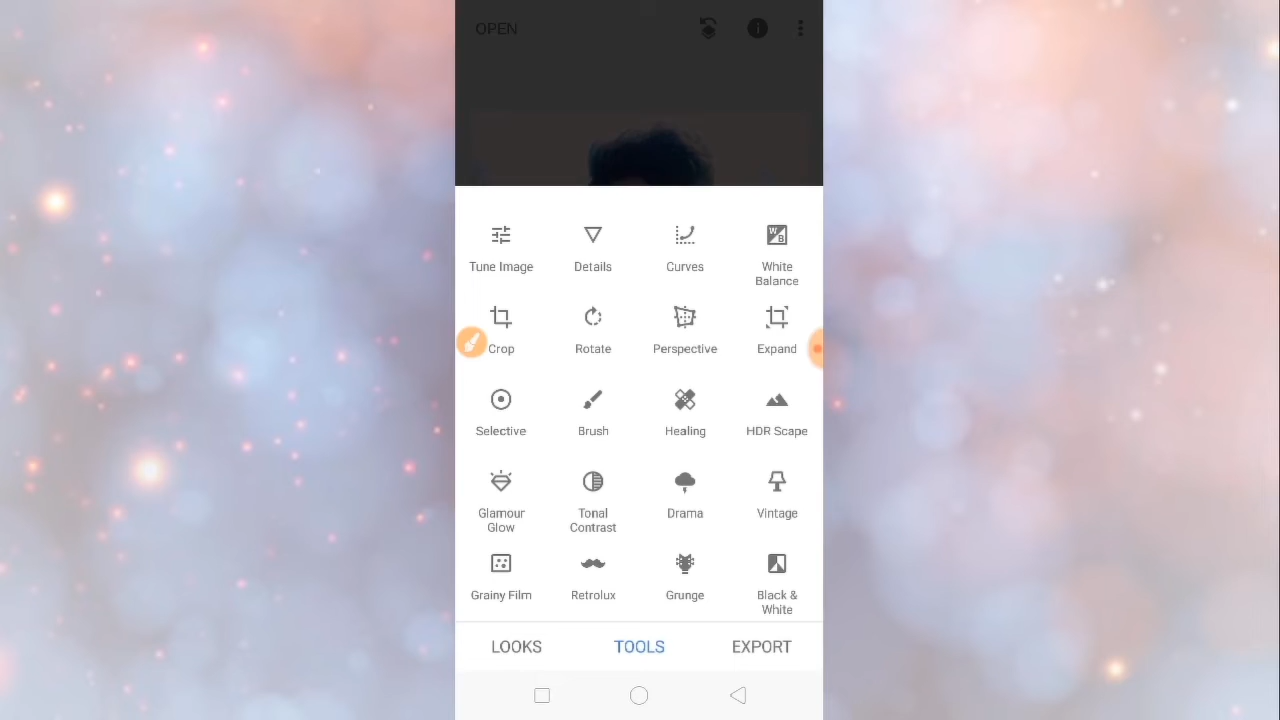 OPEN
Tune Image Details Curves White
Balance
Crop Rotate Perspective Expand
Selective Brush Healing HDR Scape
Glamour Tonal Drama Vintage
Glow Contrast
Grainy Film Retrolux Grunge Black &
White
LOOKS TOOLS EXPORT